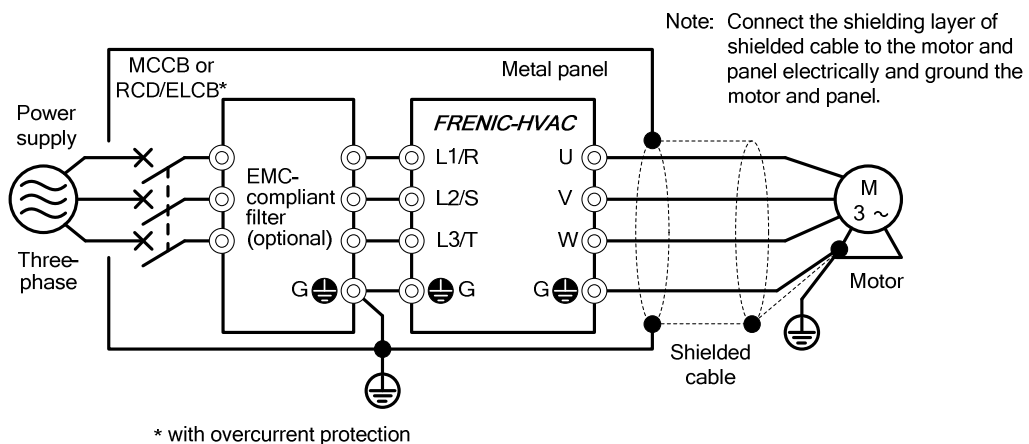 Note: Connect the shielding layer of
shielded cable to the motor and
panel electrically and ground the
motor and panel.
MCCB or
RCD/ELCB*
Metal panel
Power
supply
FRENIC-HVAC
L1/R
U
EMC-
compliant
filter
(optional)
L2/S
V
M
3 ~
L3/T
W
Three-
phase
G
G
G
Motor
Shielded
cable
* with overcurrent protection